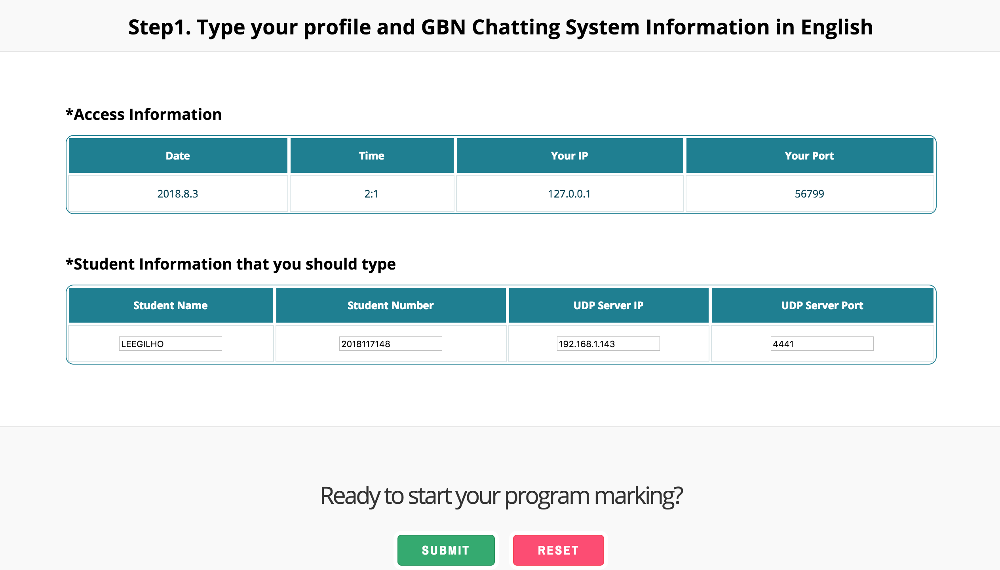 Step1. Type your profile and GBN Chatting System Information in English
*Access Information
Date Time Your IP Your Port
2018.8.3 2:1 127.0.0.1 56799
*Student Information that you should type
Student Name Student Number UDP Server IP UDP Server Port
LEEGILHO 2018117148 192.168.1.143 4441
Ready to start your program marking?
SUBMIT RESET